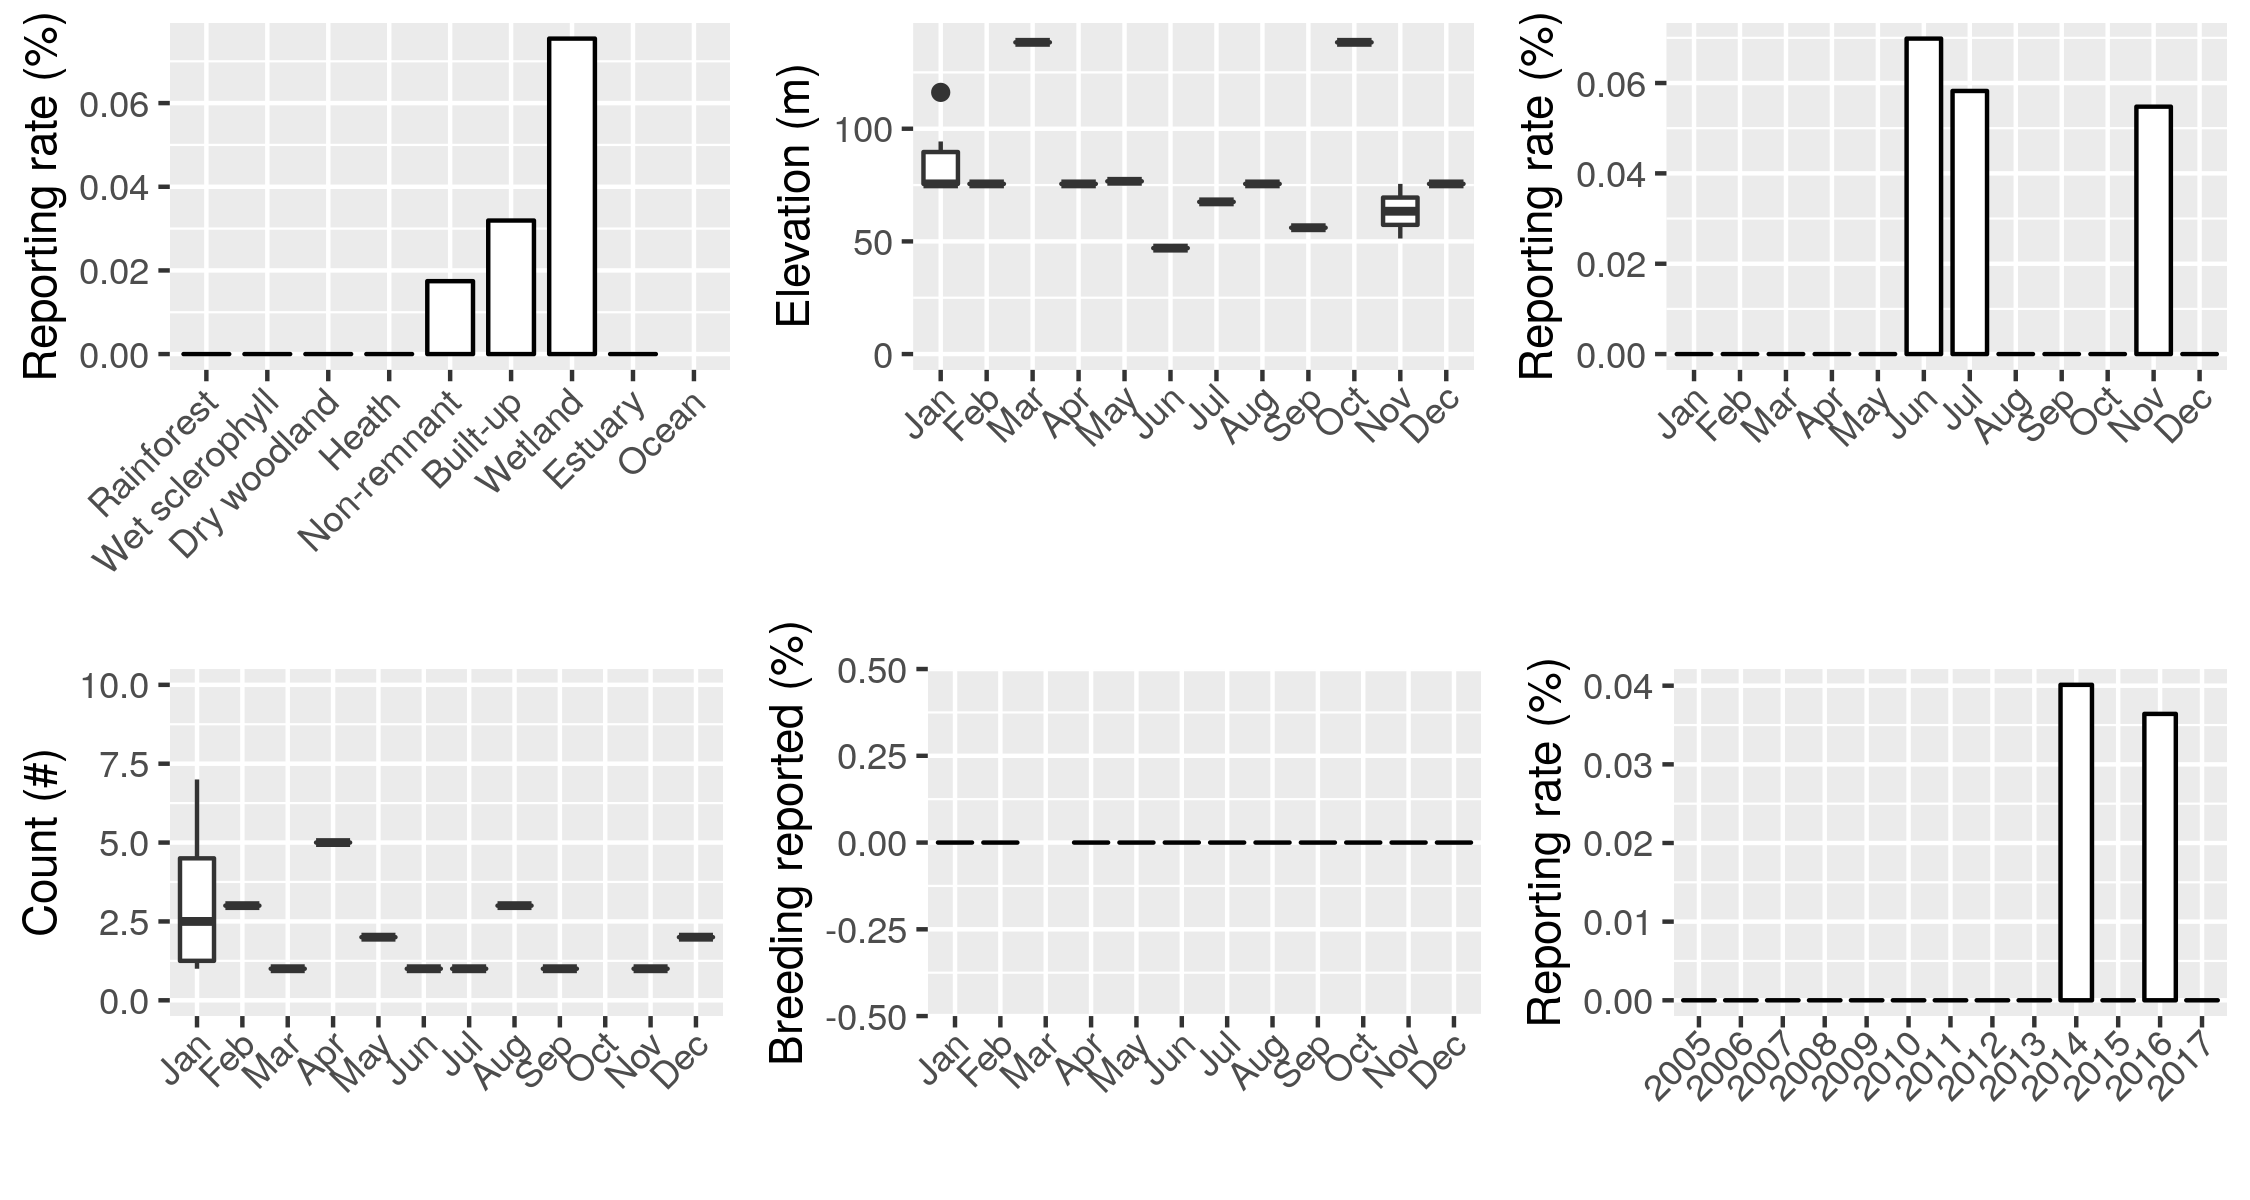 Reporting rate (%)
0.06
0.04
0.02
0.00
Rainforest
Wet sclerophyll
Dry woodland
Heath
Non-remnant
Built-up
Wetland
Estuary
Ocean
Elevation (m)
100
50
0
Jan
Feb
Mar
Apr
May
Jun
Jul
Aug
Sep
Oct
Nov
Dec
Reporting rate (%)
0.06
0.04
0.02
0.00
Jan
Feb
Mar
Apr
May
Jun
Jul
Aug
Sep
Oct
Nov
Dec
Count (#)
10.0
7.5
5.0
2.5
0.0
Jan
Feb
Mar
Apr
May
Jun
Jul
Aug
Sep
Oct
Nov
Dec
Breeding reported (%)
0.50
0.25
0.00
-0.25
-0.50
Jan
Feb
Mar
Apr
May
Jun
Jul
Aug
Sep
Oct
Nov
Dec
Reporting rate (%)
0.04
0.03
0.02
0.01
0.00
2005
2006
2007
2008
2009
2010
2011
2012
2013
2014
2015
2016
2017